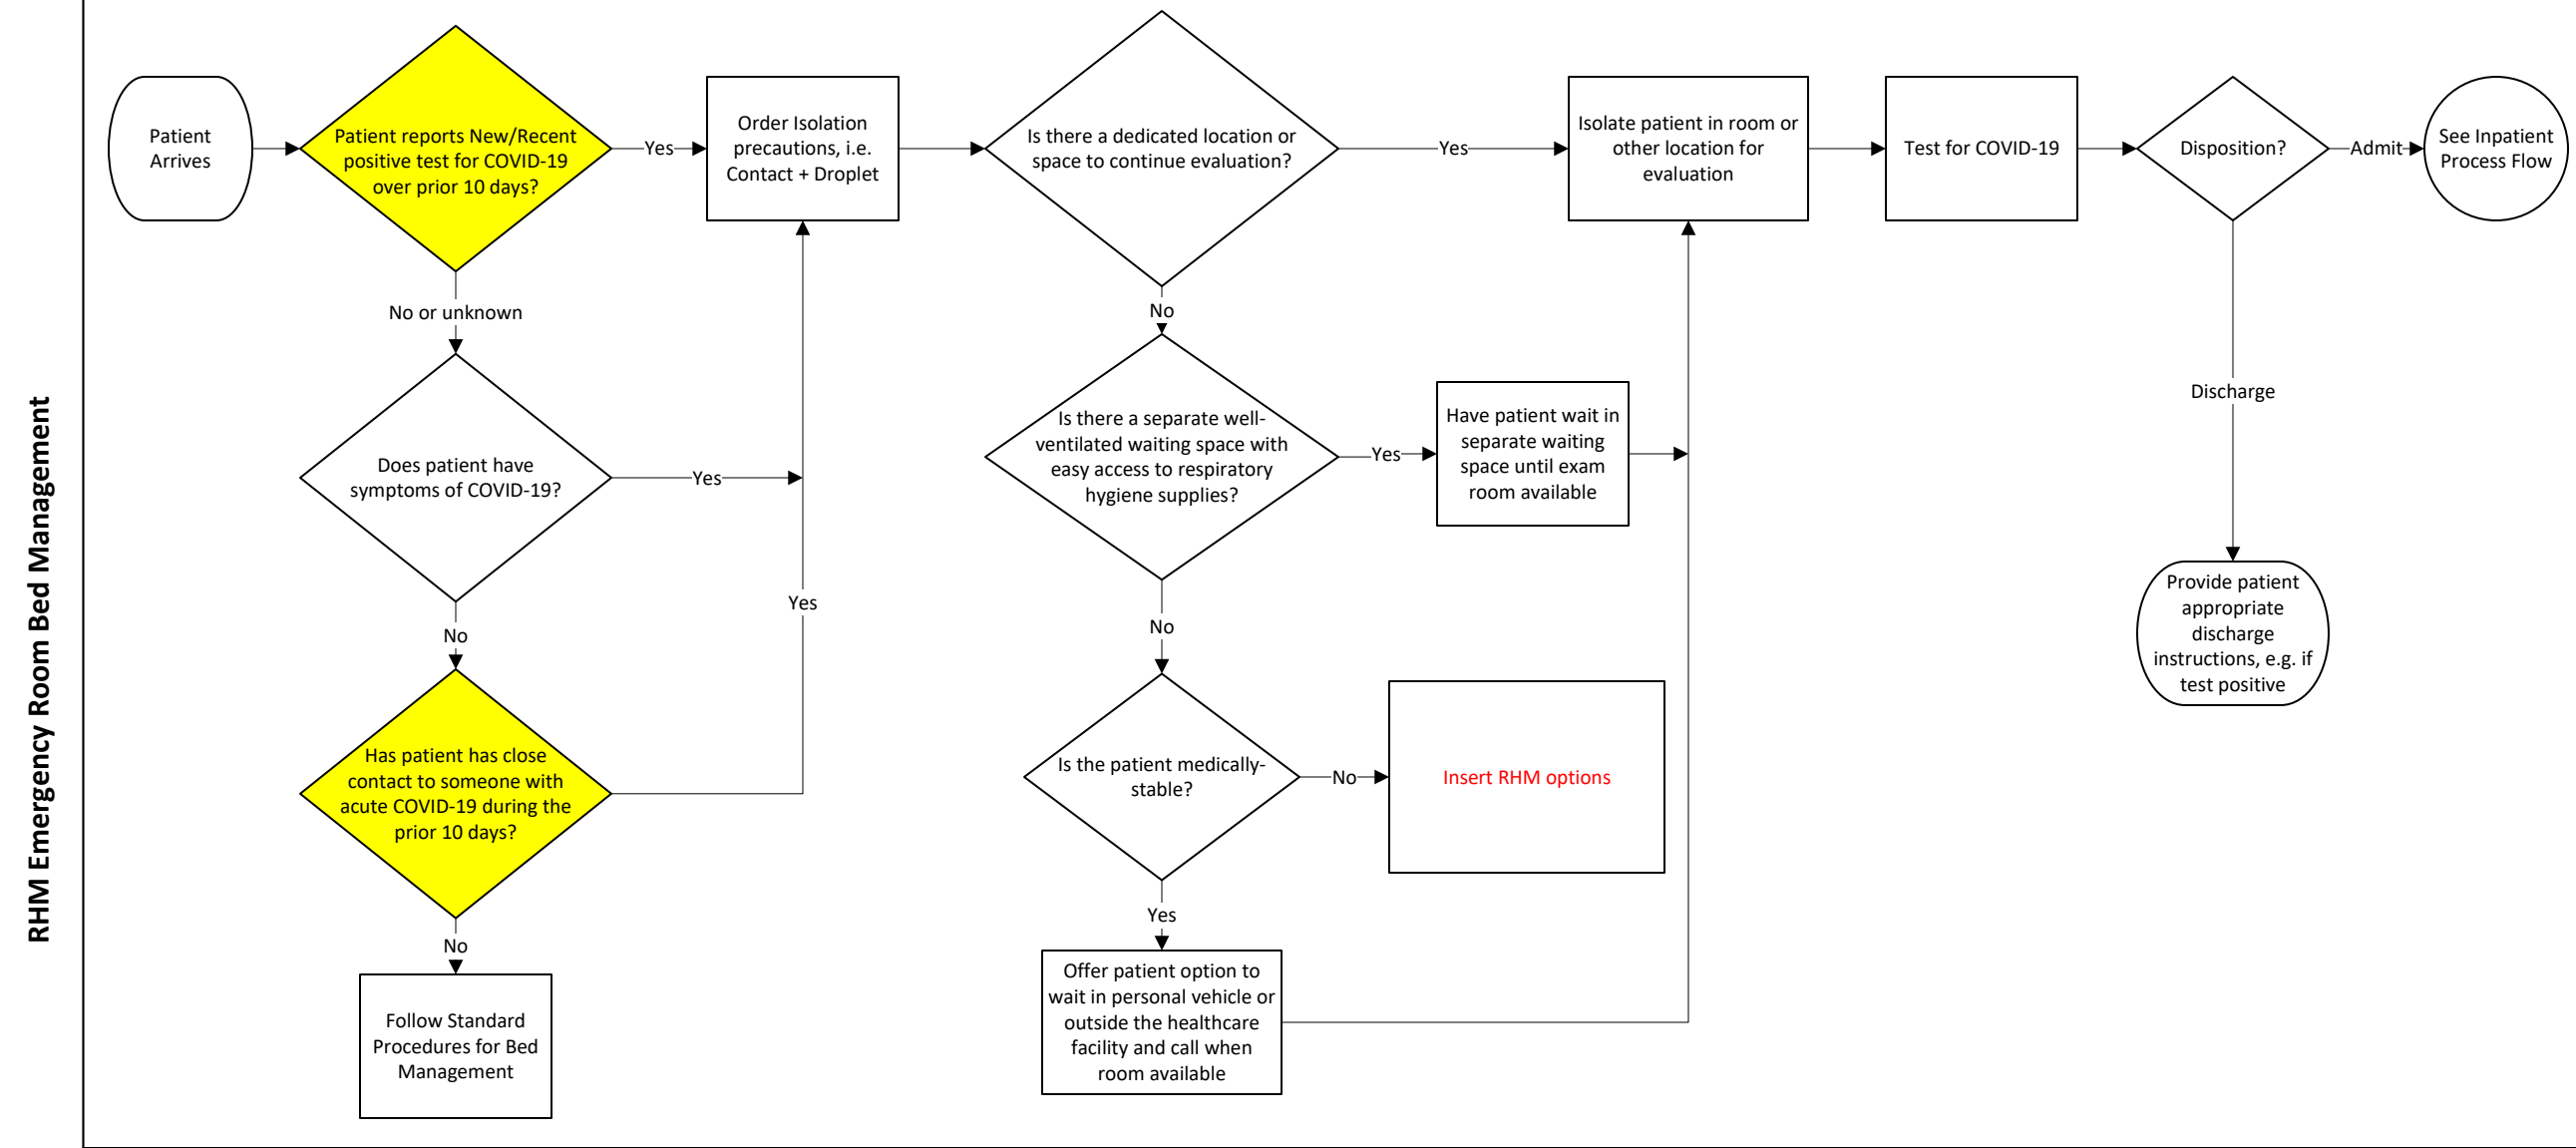 RHM Emergency Room Bed Management
Patient
Arrives
Patient reports New/Recent
positive test for COVID-19
over prior 10 days?
Yes
Order Isolation
precautions, i.e.
Contact + Droplet
Is there a dedicated location or
space to continue evaluation?
Yes
Isolate patient in room or
other location for
evaluation
Test for COVID-19
Disposition?
Admit
See Inpatient
Process Flow
No or unknown
No
Does patient have
symptoms of COVID-19?
Yes
Is there a separate well-
ventilated waiting space with
easy access to respiratory
hygiene supplies?
Yes
Have patient wait in
separate waiting
space until exam
room available
Discharge
Provide patient
appropriate
discharge
instructions, e.g. if
test positive
Yes
No
No
Has patient has close
contact to someone with
acute COVID-19 during the
prior 10 days?
Is the patient medically-
stable?
No
Insert RHM options
No
Yes
Follow Standard
Procedures for Bed
Management
Offer patient option to
wait in personal vehicle or
outside the healthcare
facility and call when
room available